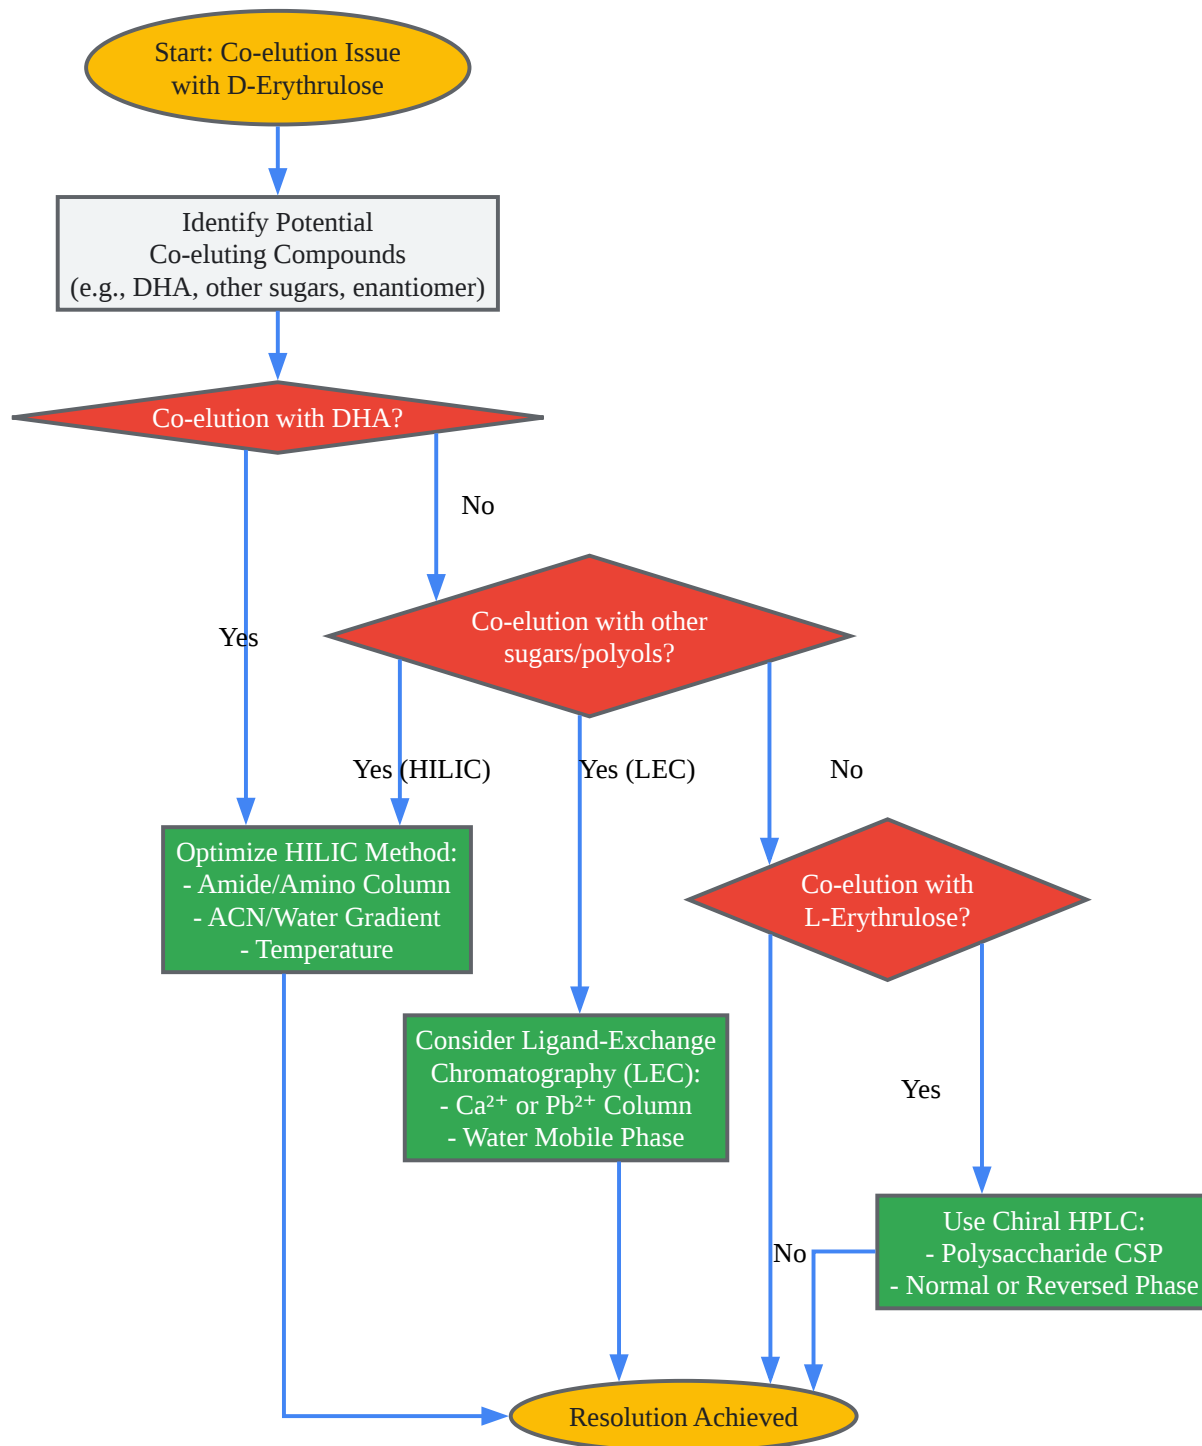 Start: Co-elution Issue
with D-Erythrulose
Identify Potential
Co-eluting Compounds
(e.g., DHA, other sugars, enantiomer)
Co-elution with DHA?
No
Co-elution with other
sugars/polyols?
Yes
Yes (HILIC)
Yes (LEC)
No
Optimize HILIC Method:
- Amide/Amino Column
- ACN/Water Gradient
- Temperature
Co-elution with
L-Erythrulose?
Consider Ligand-Exchange
Chromatography (LEC):
- Ca²⁺ or Pb²⁺ Column
- Water Mobile Phase
Yes
Use Chiral HPLC:
- Polysaccharide CSP
- Normal or Reversed Phase
No
Resolution Achieved